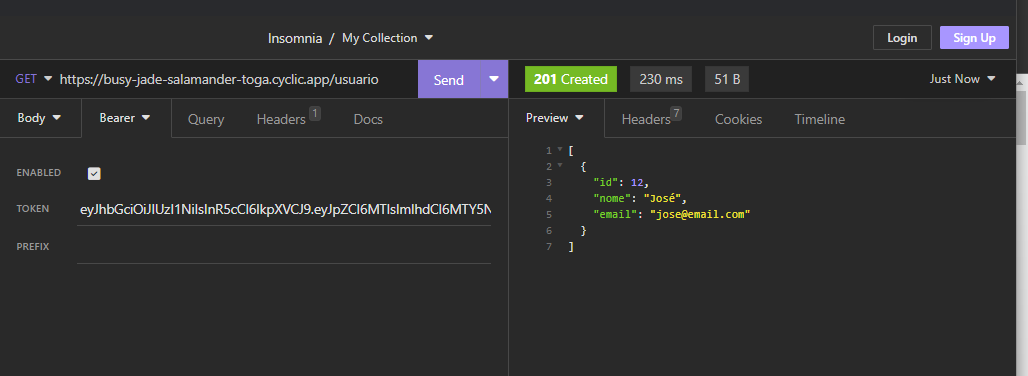 Insomnia / My Collection
Login
Sign Up
GET https://busy-jade-salamander-toga.cyclic.app/usuario
Send
201 Created 230 ms 51 B
Just Now
Body Bearer Query Headers 1 Docs
Preview Headers 7 Cookies Timeline
ENABLED
TOKEN eyJhbGciOiJIUzI1NiIsInR5cCI6IkpXVCJ9.eyJpZCI6MTIsImlhdCI6MTY5N
PREFIX
1 [
2 {
3 "id": 12,
4 "nome": "José",
5 "email": "jose@email.com"
6 }
7 ]